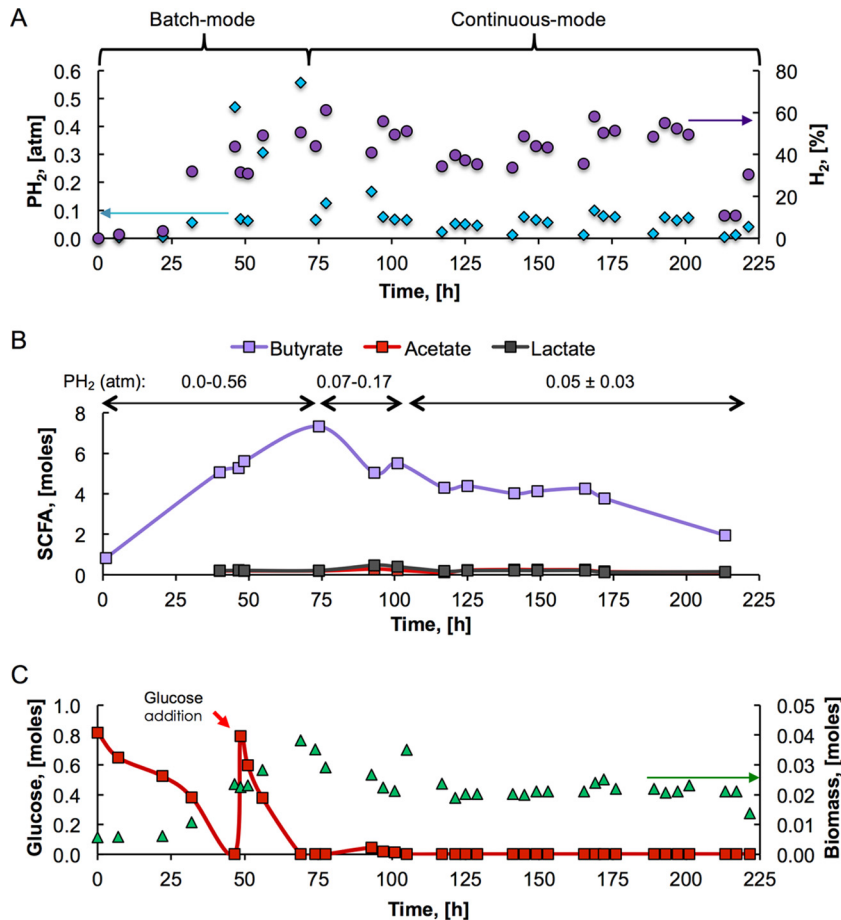 A
Batch-mode Continuous-mode
PH2, [atm]
0.6
0.5
0.4
0.3
0.2
0.1
0.0
80
60
40
20
0
H2, [%]
0 25 50 75 100 125 150 175 200 225
Time, [h]
B
Butyrate Acetate Lactate
PH2 (atm): 0.0-0.56 0.07-0.17 0.05 ± 0.03
SCFA, [moles]
8
6
4
2
0
0 25 50 75 100 125 150 175 200 225
Time, [h]
C
Glucose
addition
Glucose, [moles]
1.0
0.8
0.6
0.4
0.2
0.0
0.05
0.04
0.03
0.02
0.01
0.00
Biomass, [moles]
0 25 50 75 100 125 150 175 200 225
Time, [h]